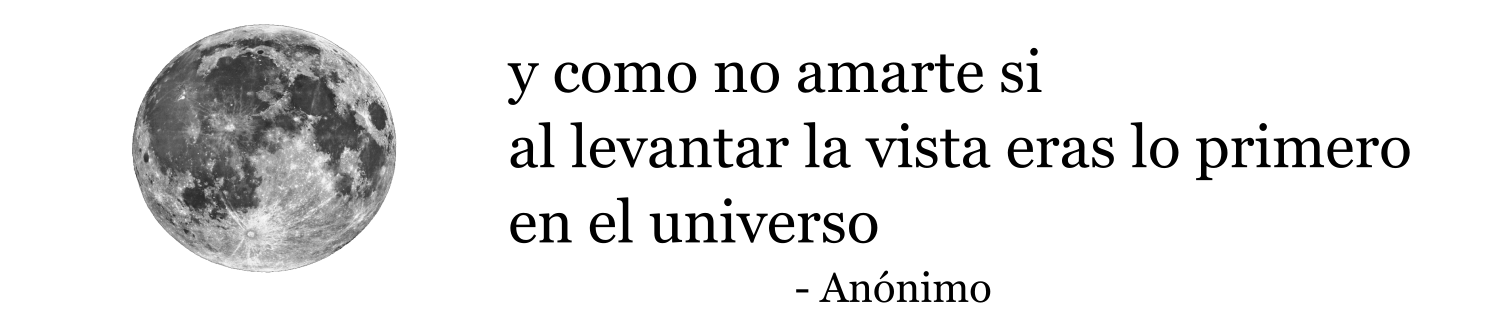 y como no amarte si
al levantar la vista eras lo primero
en el universo
- Anónimo